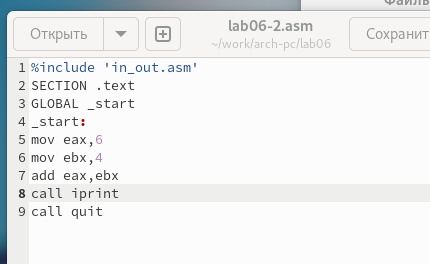 Файлы
Открыть
lab06-2.asm
~/work/arch-pc/lab06
Сохранит
1 %include 'in_out.asm'
2 SECTION .text
3 GLOBAL _start
4 _start:
5 mov eax,6
6 mov ebx,4
7 add eax,ebx
8 call iprint
9 call quit